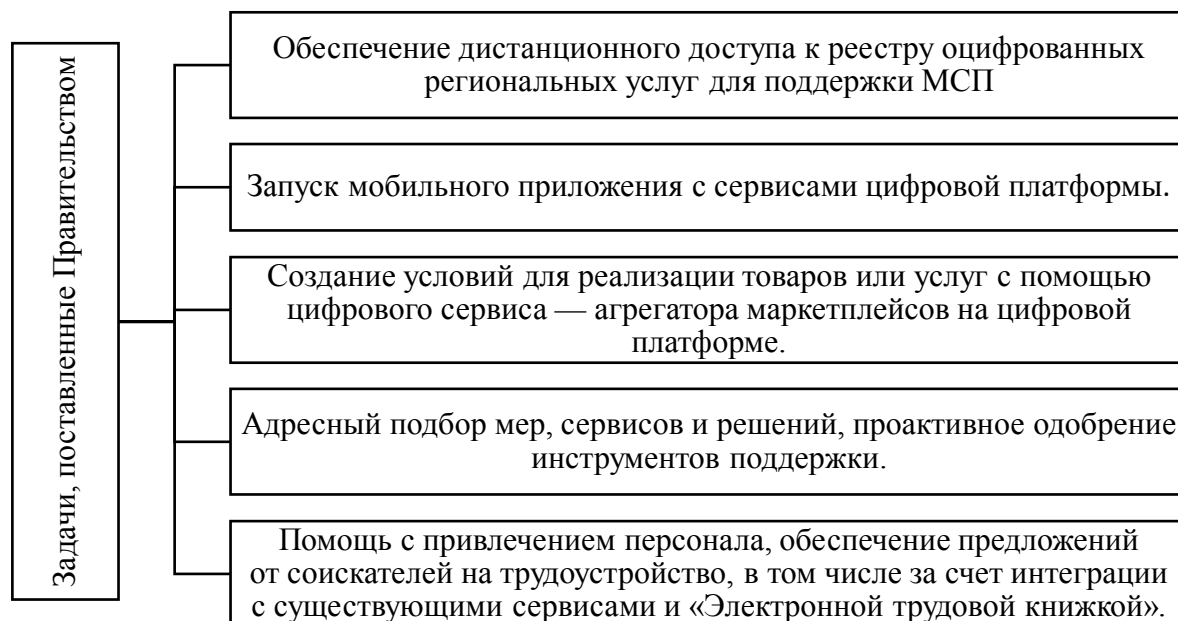 Задачи, поставленные Правительством
Обеспечение дистанционного доступа к реестру оцифрованных
региональных услуг для поддержки МСП
Запуск мобильного приложения с сервисами цифровой платформы.
Создание условий для реализации товаров или услуг с помощью
цифрового сервиса — агрегатора маркетплейсов на цифровой
платформе.
Адресный подбор мер, сервисов и решений, проактивное одобрение
инструментов поддержки.
Помощь с привлечением персонала, обеспечение предложений
от соискателей на трудоустройство, в том числе за счет интеграции
с существующими сервисами и «Электронной трудовой книжкой».